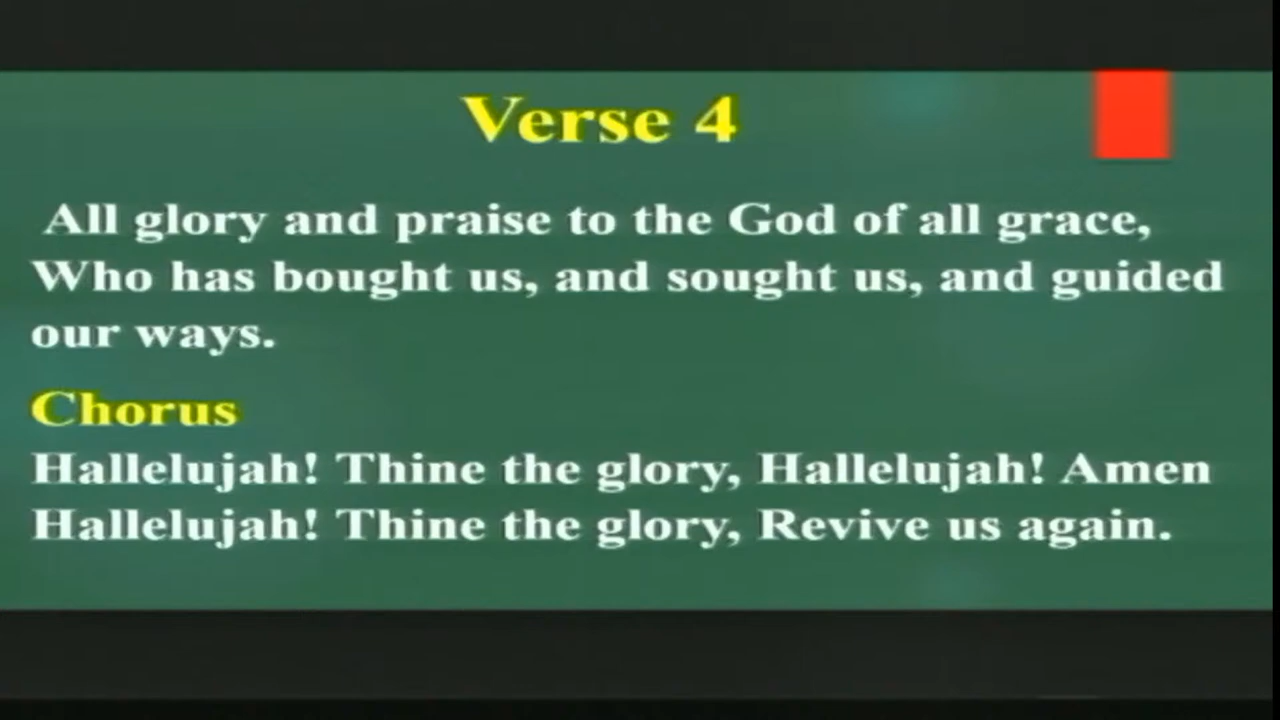 Verse 4
All glory and praise to the God of all grace,
Who has bought us, and sought us, and guided
our ways.
Chorus
Hallelujah! Thine the glory, Hallelujah! Amen
Hallelujah! Thine the glory, Revive us again.